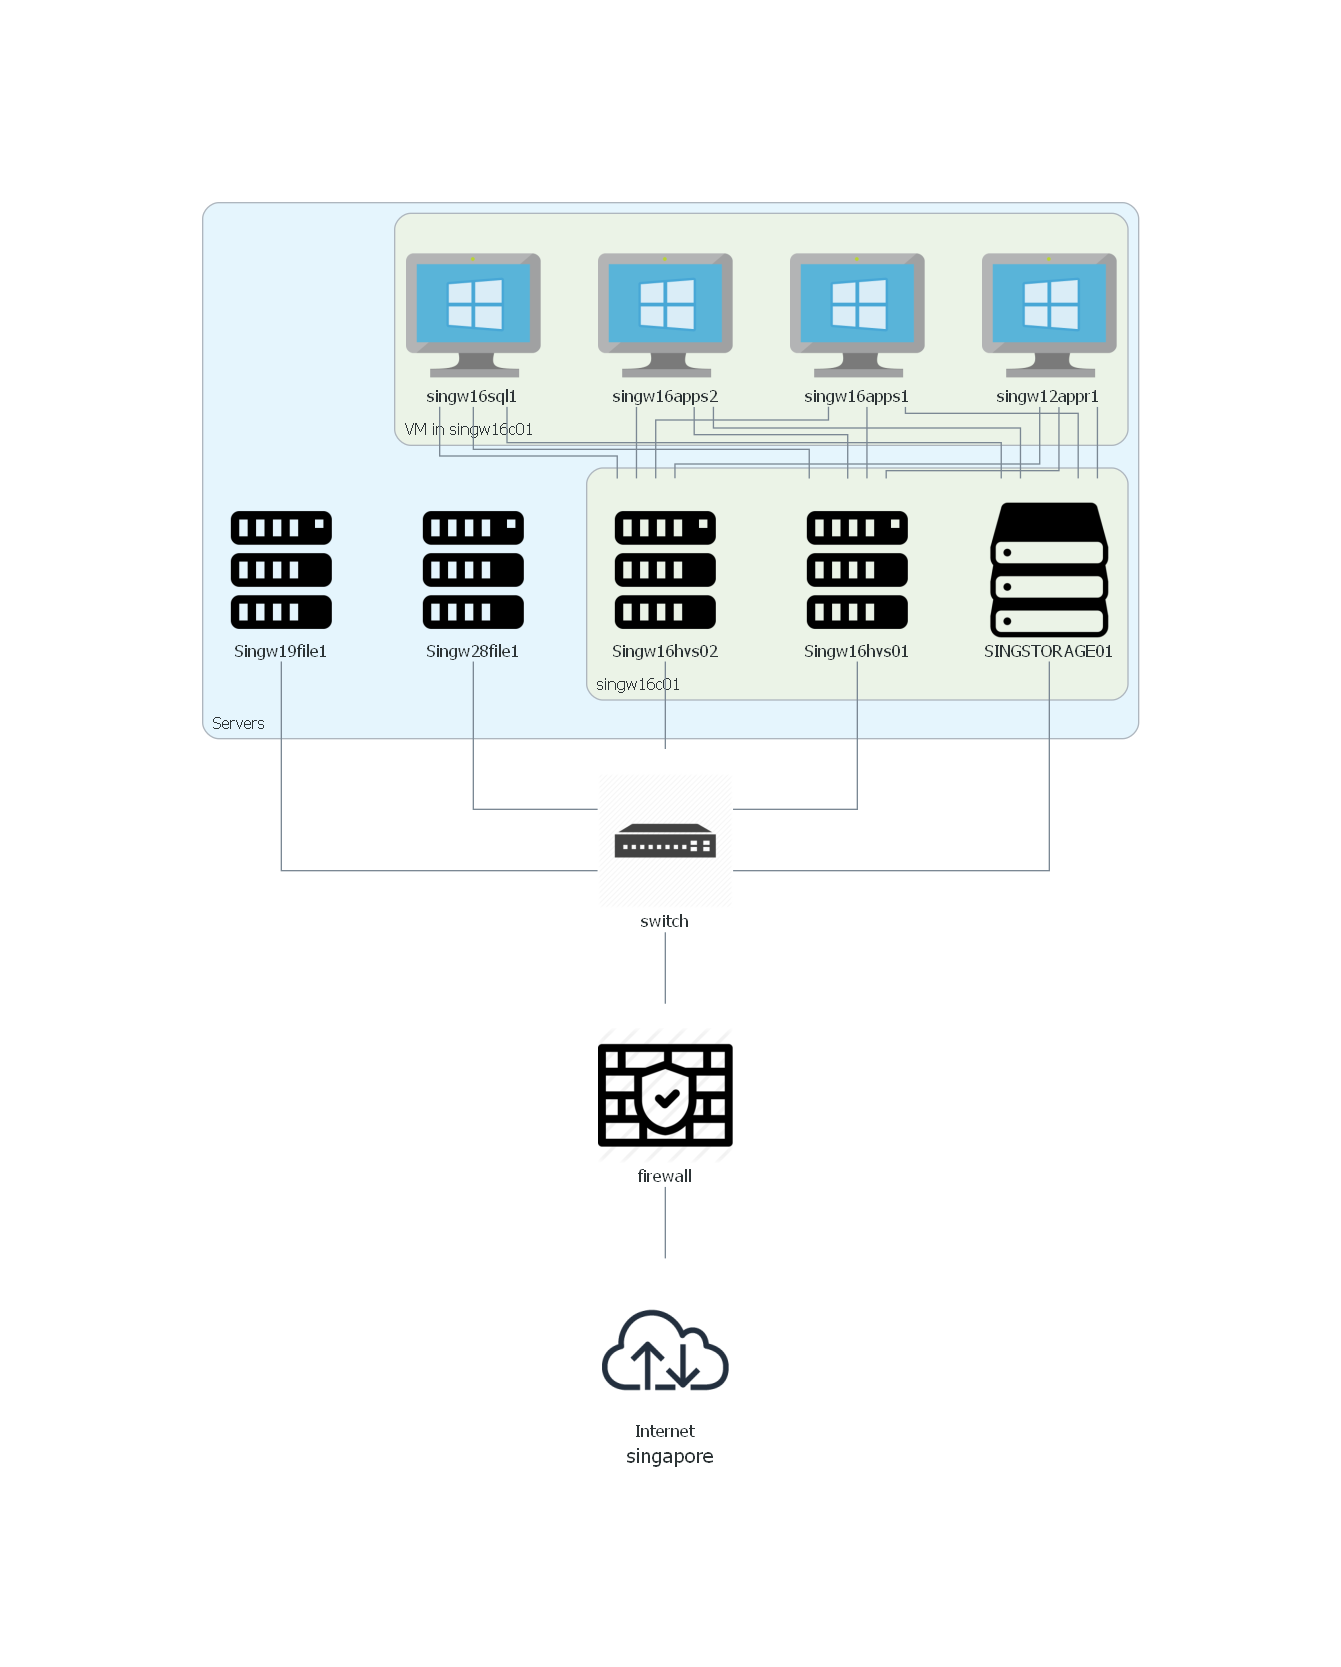 singw16sql1
singw16apps2
singw16apps1
singw12appr1
VM in singw16c01
Singw19file1
Singw28file1
Singw16hvs02
Singw16hvs01
SINGSTORAGE01
singw16c01
Servers
switch
firewall
Internet
singapore